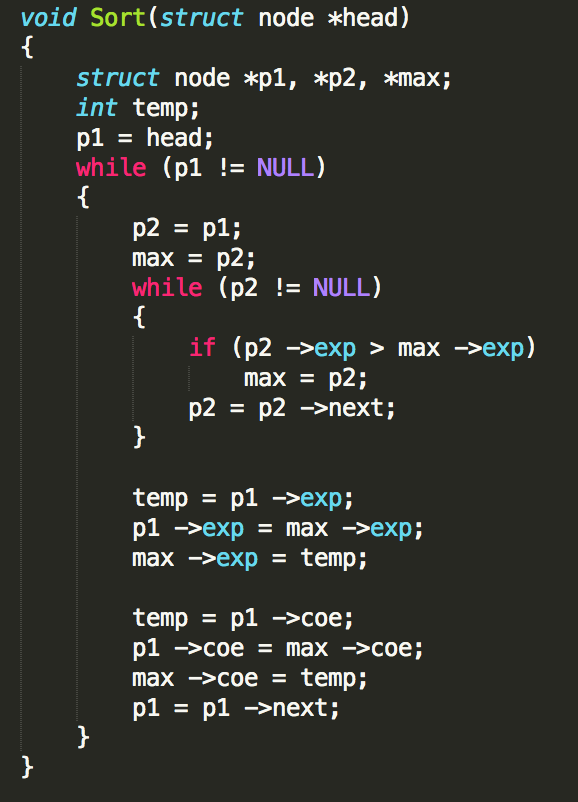 void Sort(struct node *head)
{
    struct node *p1, *p2, *max;
    int temp;
    p1 = head;
    while (p1 != NULL)
    {
        p2 = p1;
        max = p2;
        while (p2 != NULL)
        {
            if (p2 ->exp > max ->exp)
                max = p2;
            p2 = p2 ->next;
        }

        temp = p1 ->exp;
        p1 ->exp = max ->exp;
        max ->exp = temp;

        temp = p1 ->coe;
        p1 ->coe = max ->coe;
        max ->coe = temp;
        p1 = p1 ->next;
    }
}